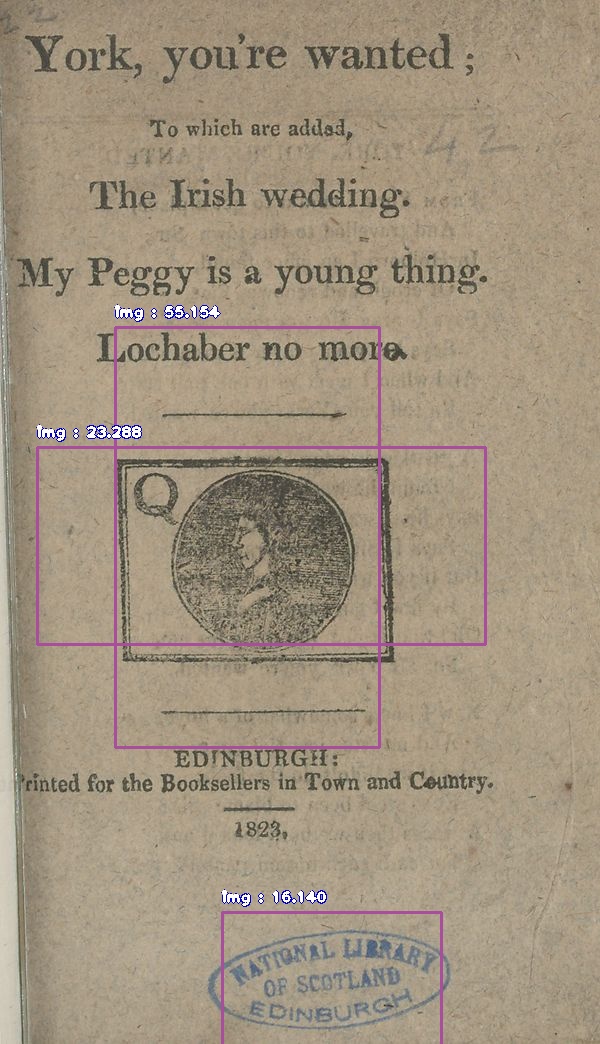 York, you're wanted;
To which are added,
The Irish wedding.
My Peggy is a young thing.
Lochaber no more.
img : 55.154
img : 23.288
Q
EDINBURGH:
Printed for the Booksellers in Town and Country.
1823.
img : 16.140
NATIONAL LIBRARY
OF SCOTLAND
EDINBURGH